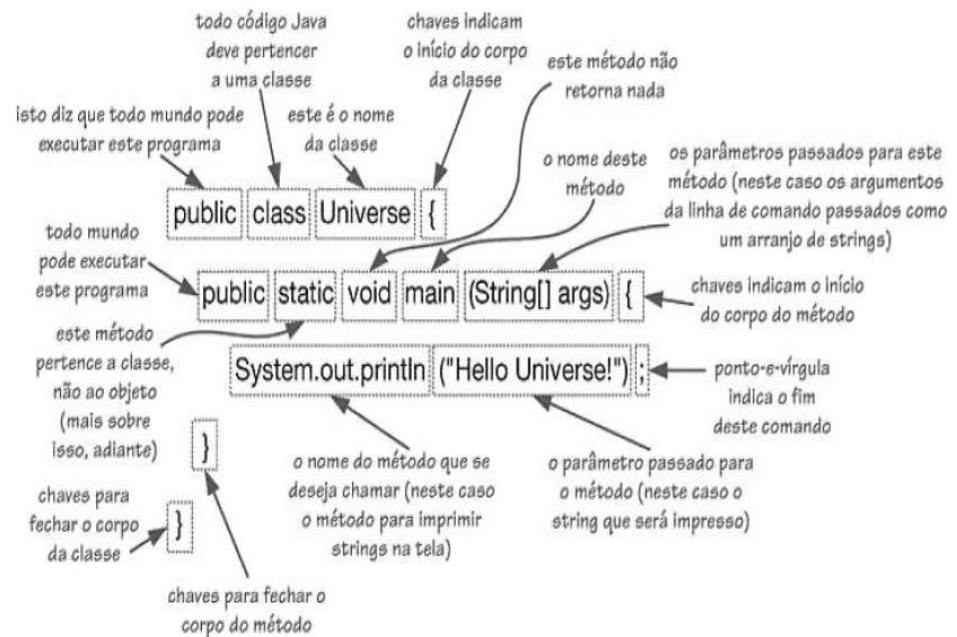 todo código Java
deve pertencer
a uma classe
chaves indicam
o início do corpo
da classe
este método não
retorna nada
isto diz que todo mundo pode
executar este programa
este é o nome
da classe
o nome deste
método
os parâmetros passados para este
método (neste caso os argumentos
da linha de comando passados como
um arranjo de strings)
public class Universe {
todo mundo
pode executar
este programa
public static void main (String[] args) {
chaves indicam o início
do corpo do método
este método
pertence a classe,
não ao objeto
(mais sobre
isso, adiante)
System.out.println ("Hello Universe!") ;
ponto-e-vírgula
indica o fim
deste comando
}
o nome do método que se
deseja chamar (neste caso
o método para imprimir
strings na tela)
o parâmetro passado para
o método (neste caso o
string que será impresso)
chaves para
fechar o corpo
da classe
}
chaves para fechar o
corpo do método